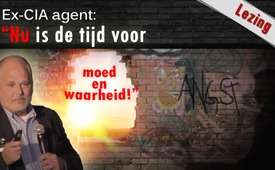 Ex-CIA agent:
Lezing
“Nu is de tijd voor
moed en
waarheid!”
ANGST